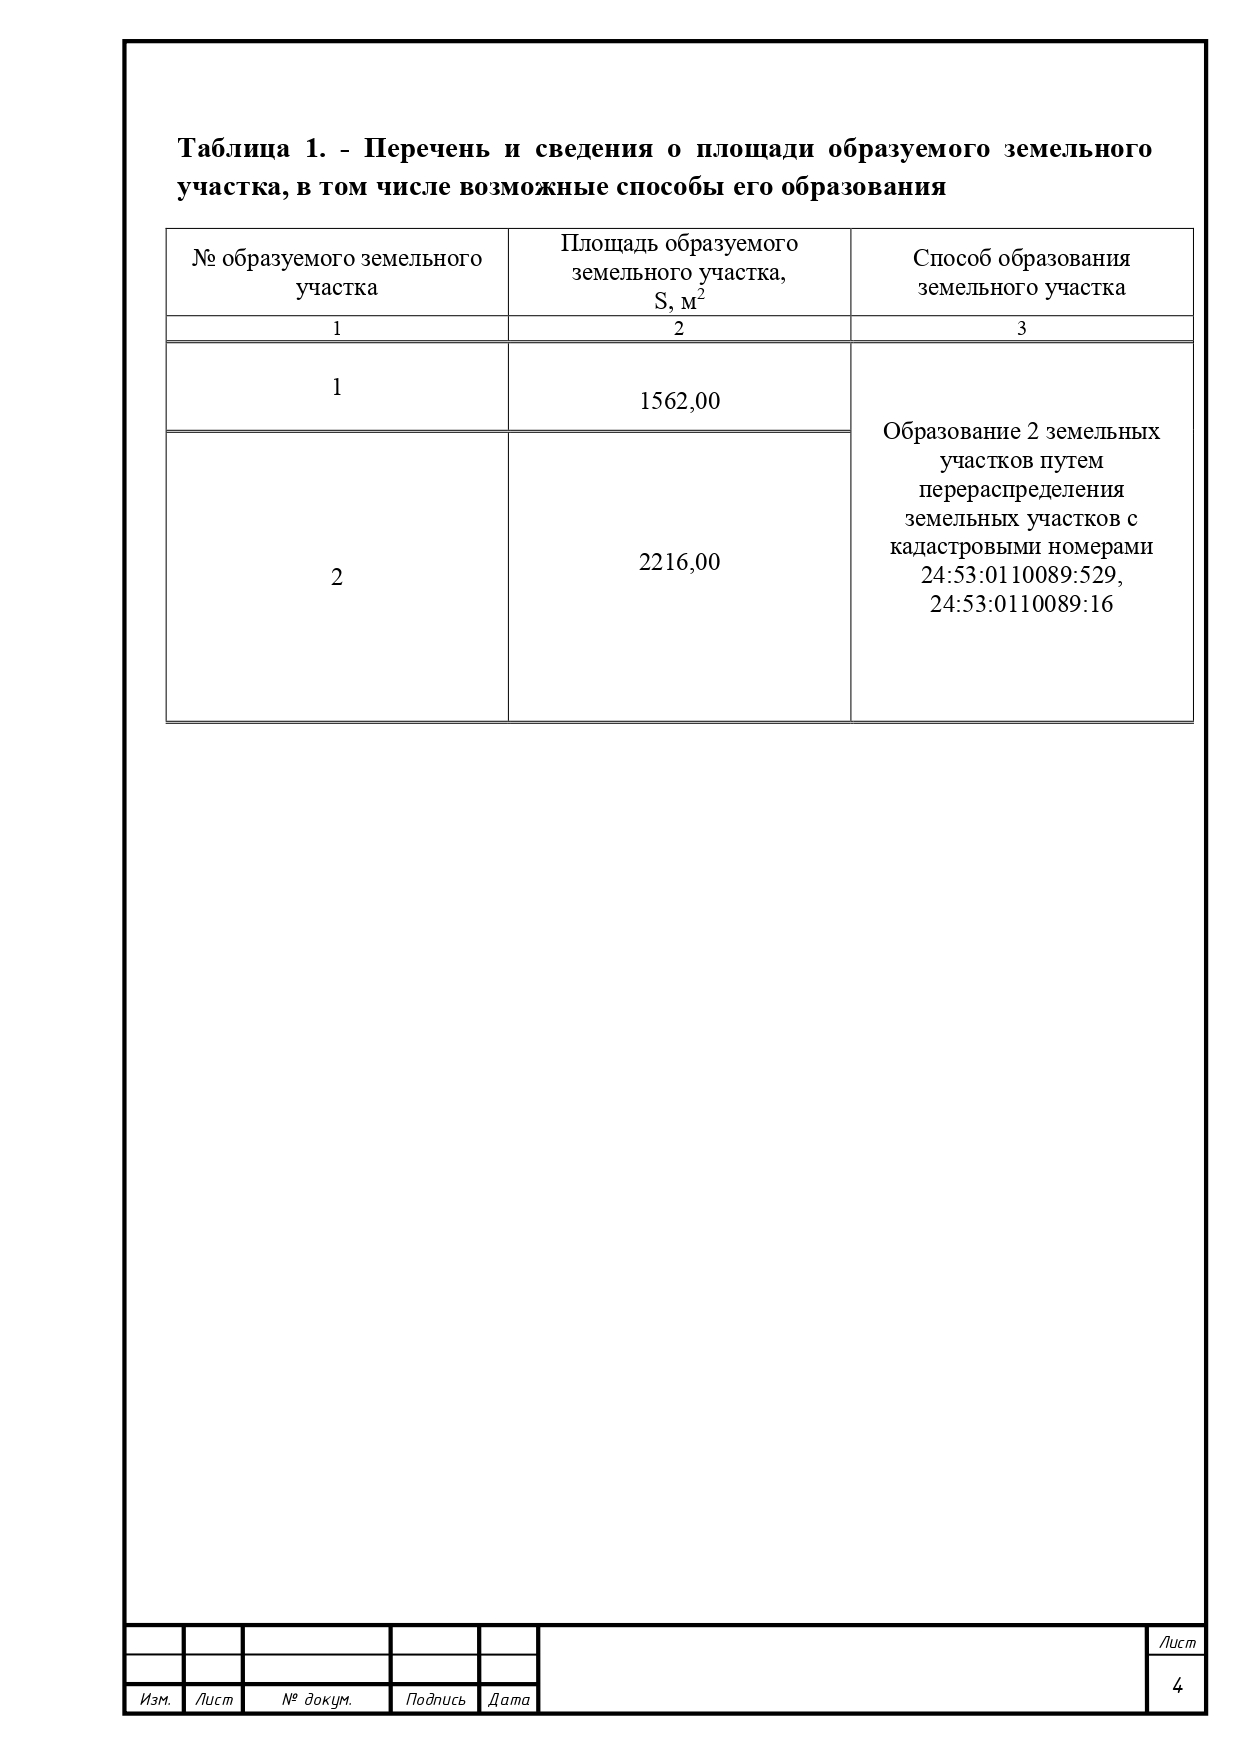 Таблица 1. - Перечень и сведения о площади образуемого земельного
участка, в том числе возможные способы его образования
№ образуемого земельного
участка
Площадь образуемого
земельного участка,
S, м²
Способ образования
земельного участка
1
2
3
1
1562,00
2
2216,00
Образование 2 земельных
участков путем
перераспределения
земельных участков с
кадастровыми номерами
24:53:0110089:529,
24:53:0110089:16
Изм.
Лист
№ докум.
Подпись
Дата
Лист
4